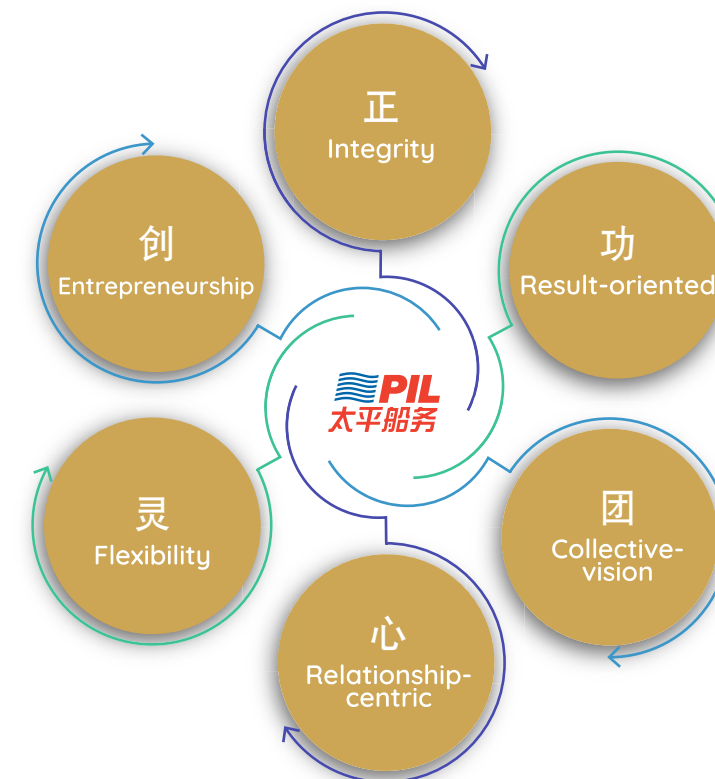 正
Integrity
创
Entrepreneurship
功
Result-oriented
PIL
太平船务
灵
Flexibility
团
Collective-
vision
心
Relationship-
centric